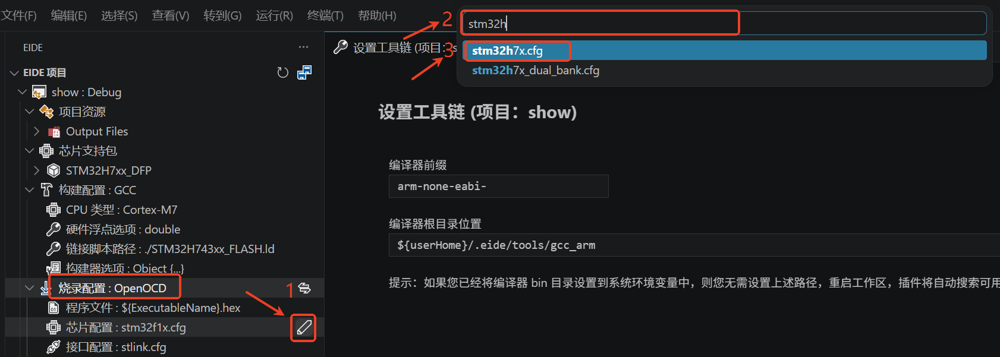 文件(F) 编辑(E) 选择(S) 查看(V) 转到(G) 运行(R) 终端(T) 帮助(H)
2
stm32h
EIDE
设置工具链 (项目: s
3
stm32h7x.cfg
stm32h7x_dual_bank.cfg
EIDE 项目
show : Debug
项目资源
Output Files
芯片支持包
STM32H7xx_DFP
构建配置 : GCC
CPU 类型 : Cortex-M7
硬件浮点选项 : double
链接脚本路径 : ./STM32H743xx_FLASH.ld
构建器选项 : Object {...}
烧录配置 : OpenOCD
1
程序文件 : ${ExecutableName}.hex
芯片配置 : stm32f1x.cfg
接口配置 : stlink.cfg
设置工具链 (项目：show)
编译器前缀
arm-none-eabi-
编译器根目录位置
${userHome}/.eide/tools/gcc_arm
提示：如果您已经将编译器 bin 目录设置到系统环境变量中，则您无需设置上述路径，重启工作区，插件将自动搜索可用